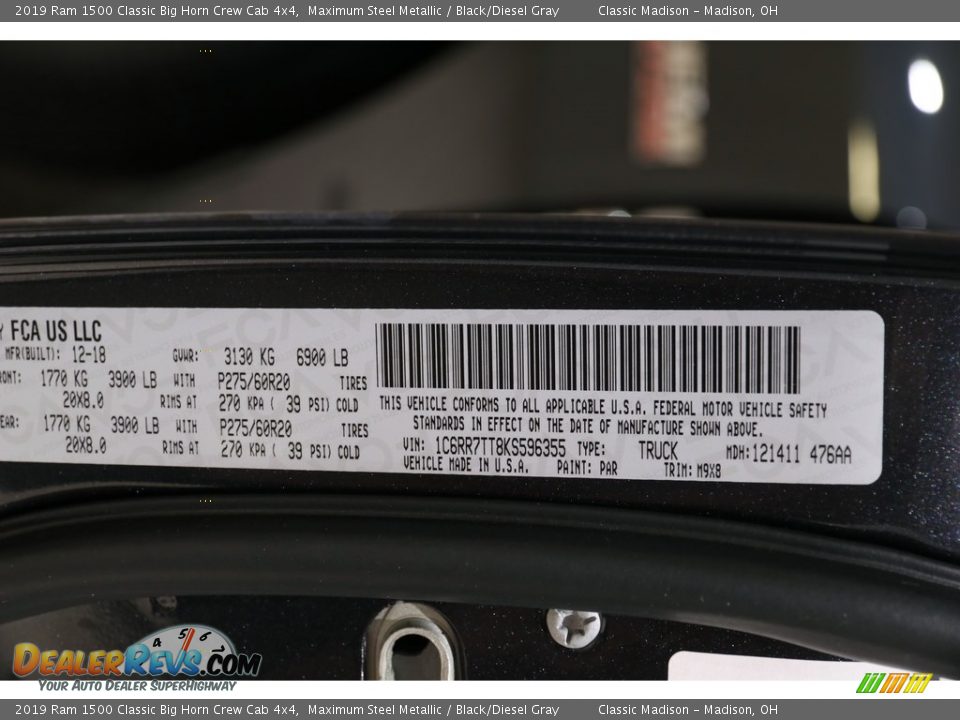 2019 Ram 1500 Classic Big Horn Crew Cab 4x4, Maximum Steel Metallic / Black/Diesel Gray Classic Madison - Madison, OH
FCA US LLC
MFR(BUILT): 12-18 GVWR: 3130 KG 6900 LB
1770 KG 3900 LB WITH P275/60R20 TIRES
20X8.0 RIMS AT 270 KPA ( 39 PSI) COLD
1770 KG 3900 LB WITH P275/60R20 TIRES
20X8.0 RIMS AT 270 KPA ( 39 PSI) COLD
THIS VEHICLE CONFORMS TO ALL APPLICABLE U.S.A. FEDERAL MOTOR VEHICLE SAFETY
STANDARDS IN EFFECT ON THE DATE OF MANUFACTURE SHOWN ABOVE.
VIN: 1C6RR7TT8KS596355 TYPE: TRUCK MDH:121411 476AA
VEHICLE MADE IN U.S.A. PAINT: PAR TRIM: M9X8
4 5 6
DealerRevs.com
Your Auto Dealer SuperHighway
2019 Ram 1500 Classic Big Horn Crew Cab 4x4, Maximum Steel Metallic / Black/Diesel Gray Classic Madison - Madison, OH